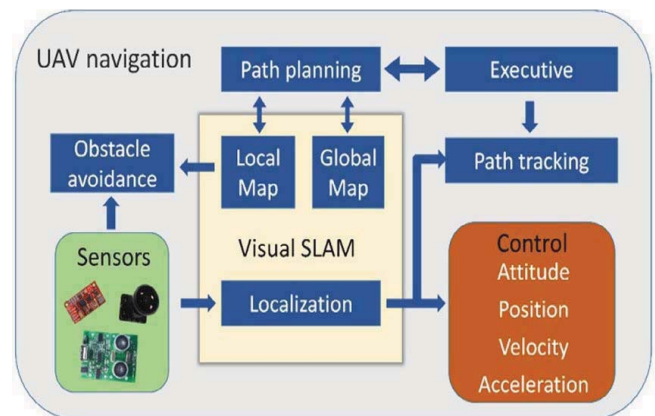 UAV navigation
Path planning
Executive
Obstacle
avoidance
Local
Map
Global
Map
Path tracking
Sensors
Visual SLAM
Localization
Control
Attitude
Position
Velocity
Acceleration